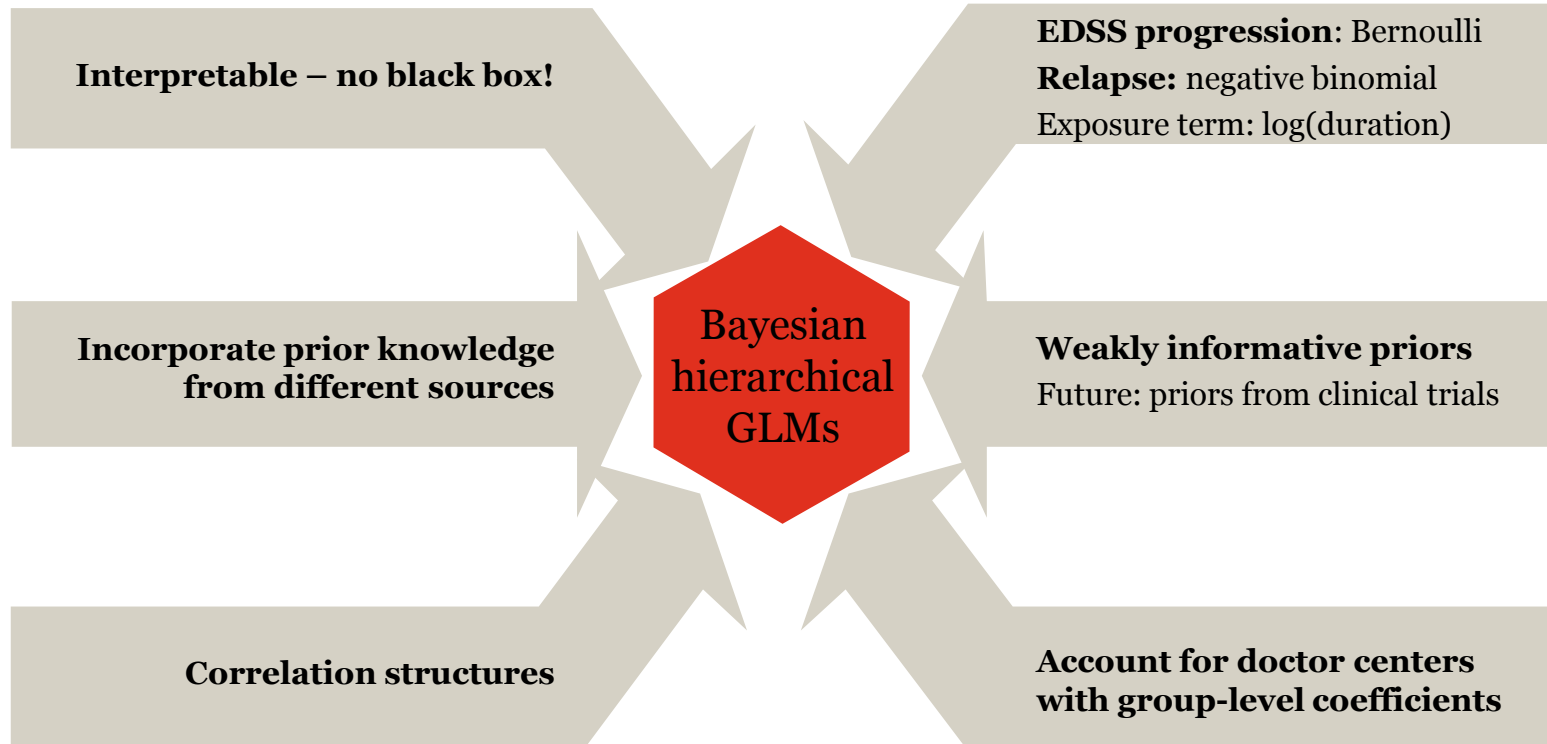 Interpretable – no black box!
EDSS progression: Bernoulli
Relapse: negative binomial
Exposure term: log(duration)
Incorporate prior knowledge
from different sources
Bayesian
hierarchical
GLMs
Weakly informative priors
Future: priors from clinical trials
Correlation structures
Account for doctor centers
with group-level coefficients